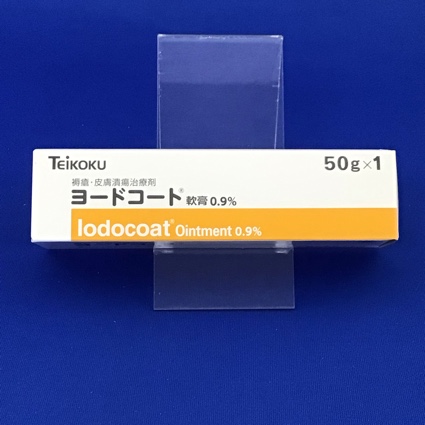 TEIKOKU
50g×1
褥瘡・皮膚潰瘍治療剤
ヨードコート® 軟膏 0.9%
Iodocoat® Ointment 0.9%